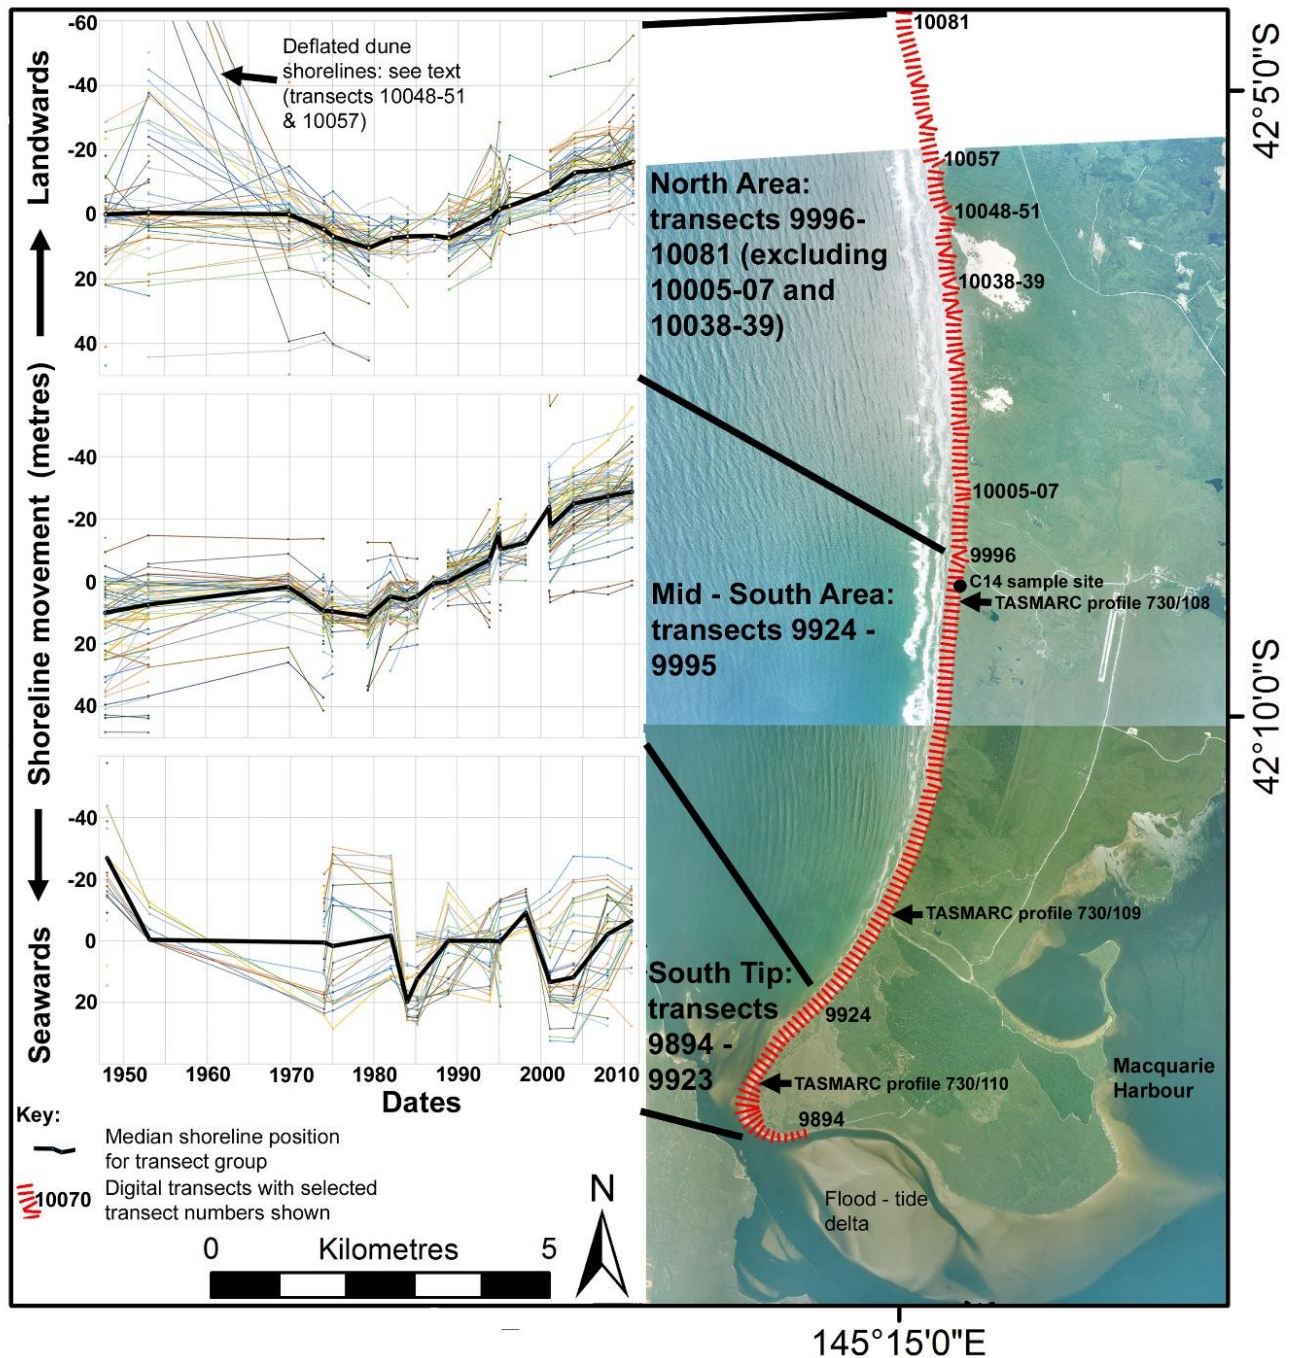 -60
-40
-20
0
20
40
Deflated dune
shorelines: see text
(transects 10048-51
& 10057)
-40
-20
0
20
40
-40
-20
0
20
1950 1960 1970 1980 1990 2000 2010
Dates
Landwards
Shoreline movement (metres)
Seawards
Key:
Median shoreline position
for transect group
10070
Digital transects with selected
transect numbers shown
0 Kilometres 5
N
10081
10057
10048-51
10038-39
10005-07
9996
C14 sample site
TASMARC profile 730/108
TASMARC profile 730/109
9924
TASMARC profile 730/110
9894
North Area:
transects 9996-
10081 (excluding
10005-07 and
10038-39)
Mid - South Area:
transects 9924 -
9995
South Tip:
transects
9894 -
9923
Macquarie
Harbour
Flood - tide
delta
42°5'0"S
42°10'0"S
145°15'0"E